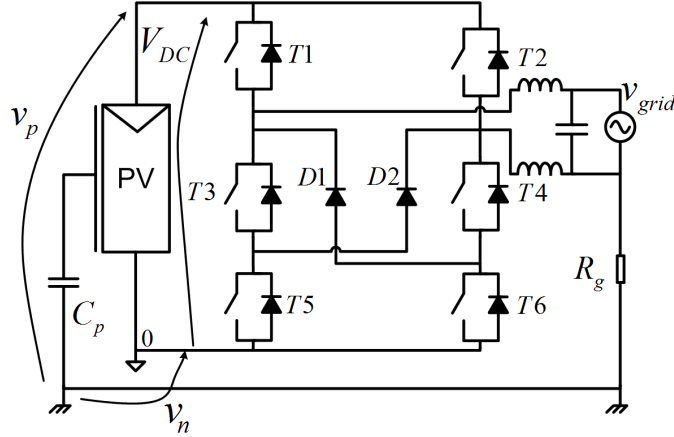 V_DC
T1
T2
v_p
v_grid
PV
T3
D1
D2
T4
C_p
0
T5
T6
R_g
v_n